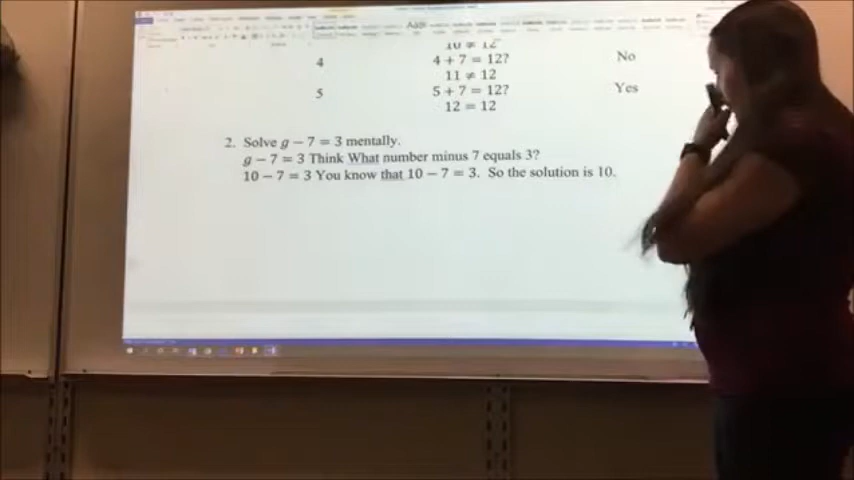 10 ≠ 12
4 4 + 7 = 12? No
11 ≠ 12
5 5 + 7 = 12? Yes
12 = 12
2. Solve g − 7 = 3 mentally.
g − 7 = 3 Think What number minus 7 equals 3?
10 − 7 = 3 You know that 10 − 7 = 3. So the solution is 10.